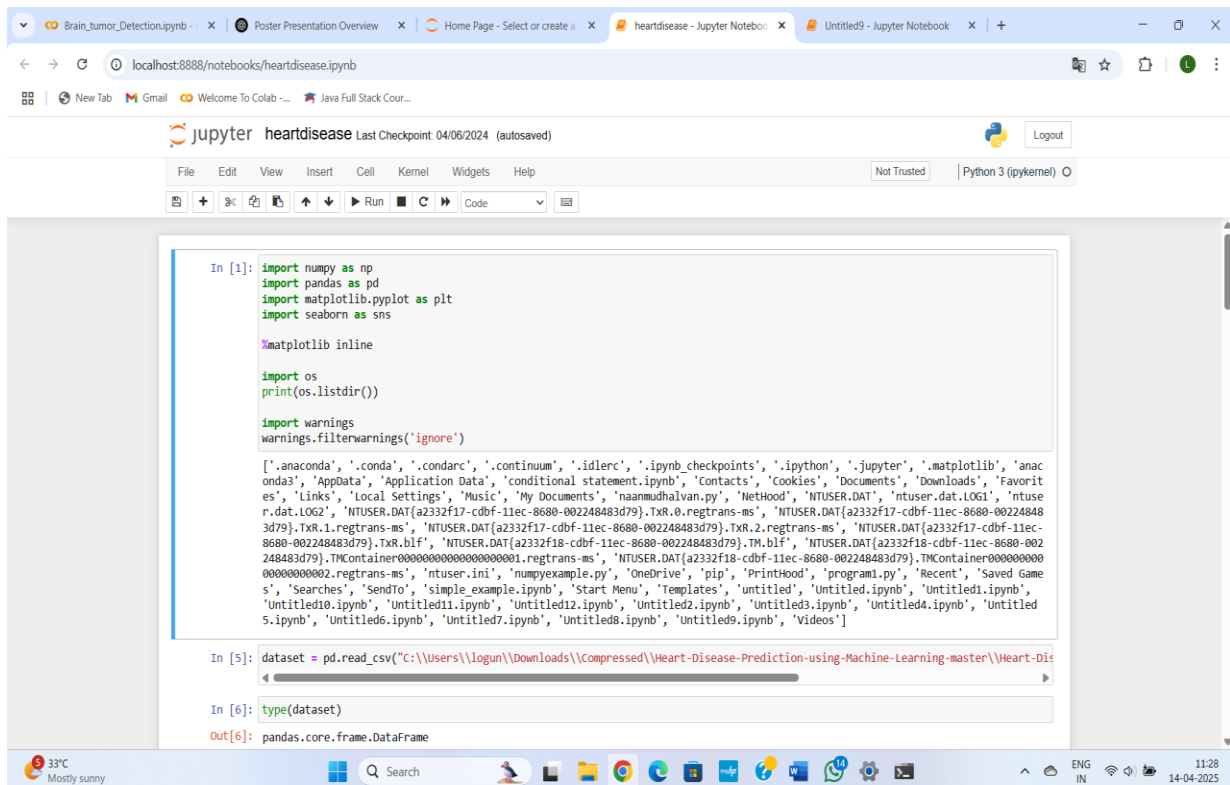 Brain_tumor_Detection.ipynb - C
Poster Presentation Overview
Home Page - Select or create a
heartdisease - Jupyter Noteboo
Untitled9 - Jupyter Notebook
localhost:8888/notebooks/heartdisease.ipynb
L
New Tab
Gmail
Welcome To Colab -...
Java Full Stack Cour...
jupyter heartdisease Last Checkpoint: 04/06/2024 (autosaved)
Logout
File Edit View Insert Cell Kernel Widgets Help
Not Trusted
Python 3 (ipykernel)
Run
Code
In [1]: import numpy as np
import pandas as pd
import matplotlib.pyplot as plt
import seaborn as sns
%matplotlib inline
import os
print(os.listdir())
import warnings
warnings.filterwarnings('ignore')
['.anaconda', '.conda', '.condarc', '.continuum', '.idlerc', '.ipynb_checkpoints', '.ipython', '.jupyter', '.matplotlib', 'anac
onda3', 'AppData', 'Application Data', 'conditional statement.ipynb', 'Contacts', 'Cookies', 'Documents', 'Downloads', 'Favorit
es', 'Links', 'Local Settings', 'Music', 'My Documents', 'naanmudhalvan.py', 'NetHood', 'NTUSER.DAT', 'ntuser.dat.LOG1', 'ntuse
r.dat.LOG2', 'NTUSER.DAT{a2332f17-cdbf-11ec-8680-002248483d79}.TxR.0.regtrans-ms', 'NTUSER.DAT{a2332f17-cdbf-11ec-8680-00224848
3d79}.TxR.1.regtrans-ms', 'NTUSER.DAT{a2332f17-cdbf-11ec-8680-002248483d79}.TxR.2.regtrans-ms', 'NTUSER.DAT{a2332f17-cdbf-11ec-
8680-002248483d79}.TxR.blf', 'NTUSER.DAT{a2332f18-cdbf-11ec-8680-002248483d79}.TM.blf', 'NTUSER.DAT{a2332f18-cdbf-11ec-8680-002
248483d79}.TMContainer00000000000000000001.regtrans-ms', 'NTUSER.DAT{a2332f18-cdbf-11ec-8680-002248483d79}.TMContainer000000000
00000000002.regtrans-ms', 'ntuser.ini', 'numpyexample.py', 'OneDrive', 'pip', 'PrintHood', 'program1.py', 'Recent', 'Saved Game
s', 'Searches', 'SendTo', 'simple_example.ipynb', 'Start Menu', 'Templates', 'untitled', 'Untitled.ipynb', 'Untitled1.ipynb',
'Untitled10.ipynb', 'Untitled11.ipynb', 'Untitled12.ipynb', 'Untitled2.ipynb', 'Untitled3.ipynb', 'Untitled4.ipynb', 'Untitled
5.ipynb', 'Untitled6.ipynb', 'Untitled7.ipynb', 'Untitled8.ipynb', 'Untitled9.ipynb', 'Videos']
In [5]: dataset = pd.read_csv("C:\\Users\\logun\\Downloads\\Compressed\\Heart-Disease-Prediction-using-Machine-Learning-master\\Heart-Dis
In [6]: type(dataset)
Out[6]: pandas.core.frame.DataFrame
5
33°C
Mostly sunny
Search
14
ENG
IN
11:28
14-04-2025